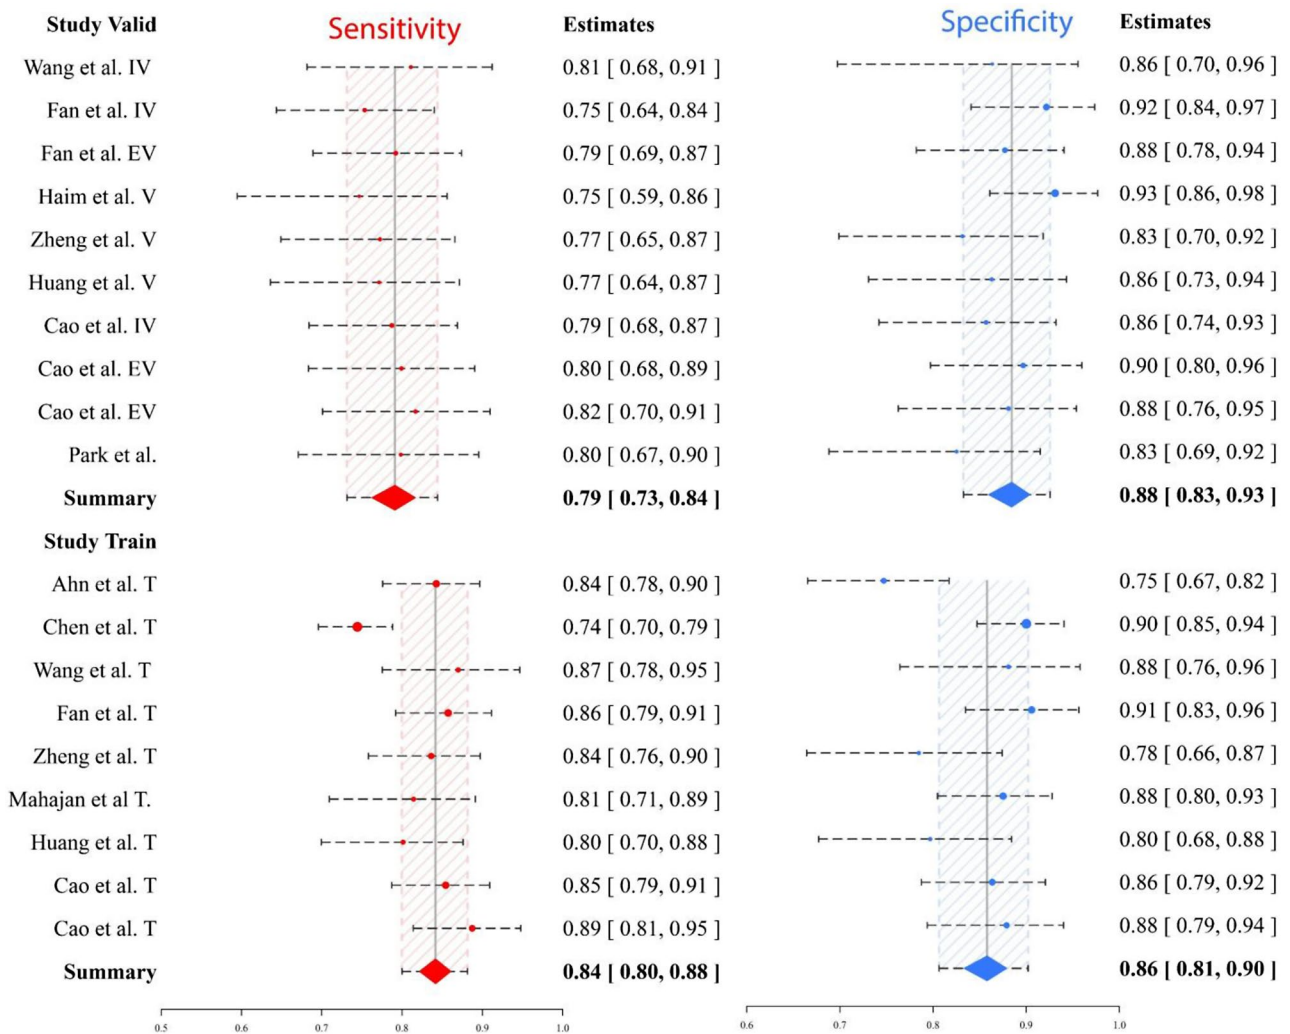 Study Valid Sensitivity Estimates Specificity Estimates
Wang et al. IV 0.81 [ 0.68, 0.91 ] 0.86 [ 0.70, 0.96 ]
Fan et al. IV 0.75 [ 0.64, 0.84 ] 0.92 [ 0.84, 0.97 ]
Fan et al. EV 0.79 [ 0.69, 0.87 ] 0.88 [ 0.78, 0.94 ]
Haim et al. V 0.75 [ 0.59, 0.86 ] 0.93 [ 0.86, 0.98 ]
Zheng et al. V 0.77 [ 0.65, 0.87 ] 0.83 [ 0.70, 0.92 ]
Huang et al. V 0.77 [ 0.64, 0.87 ] 0.86 [ 0.73, 0.94 ]
Cao et al. IV 0.79 [ 0.68, 0.87 ] 0.86 [ 0.74, 0.93 ]
Cao et al. EV 0.80 [ 0.68, 0.89 ] 0.90 [ 0.80, 0.96 ]
Cao et al. EV 0.82 [ 0.70, 0.91 ] 0.88 [ 0.76, 0.95 ]
Park et al. 0.80 [ 0.67, 0.90 ] 0.83 [ 0.69, 0.92 ]
Summary 0.79 [ 0.73, 0.84 ] 0.88 [ 0.83, 0.93 ]
Study Train
Ahn et al. T 0.84 [ 0.78, 0.90 ] 0.75 [ 0.67, 0.82 ]
Chen et al. T 0.74 [ 0.70, 0.79 ] 0.90 [ 0.85, 0.94 ]
Wang et al. T 0.87 [ 0.78, 0.95 ] 0.88 [ 0.76, 0.96 ]
Fan et al. T 0.86 [ 0.79, 0.91 ] 0.91 [ 0.83, 0.96 ]
Zheng et al. T 0.84 [ 0.76, 0.90 ] 0.78 [ 0.66, 0.87 ]
Mahajan et al T. 0.81 [ 0.71, 0.89 ] 0.88 [ 0.80, 0.93 ]
Huang et al. T 0.80 [ 0.70, 0.88 ] 0.80 [ 0.68, 0.88 ]
Cao et al. T 0.85 [ 0.79, 0.91 ] 0.86 [ 0.79, 0.92 ]
Cao et al. T 0.89 [ 0.81, 0.95 ] 0.88 [ 0.79, 0.94 ]
Summary 0.84 [ 0.80, 0.88 ] 0.86 [ 0.81, 0.90 ]
0.5 0.6 0.7 0.8 0.9 1.0 0.6 0.7 0.8 0.9 1.0